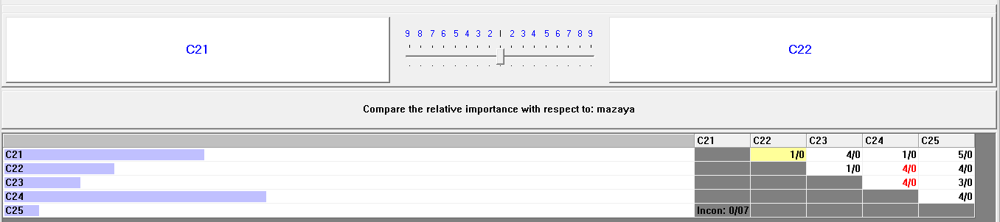 C21
9 8 7 6 5 4 3 2 1 2 3 4 5 6 7 8 9
C22
Compare the relative importance with respect to: mazaya
C21 C22 C23 C24 C25
C21 1/0 4/0 1/0 5/0
C22 1/0 4/0 4/0
C23 4/0 3/0
C24 4/0
C25 Incon: 0/07